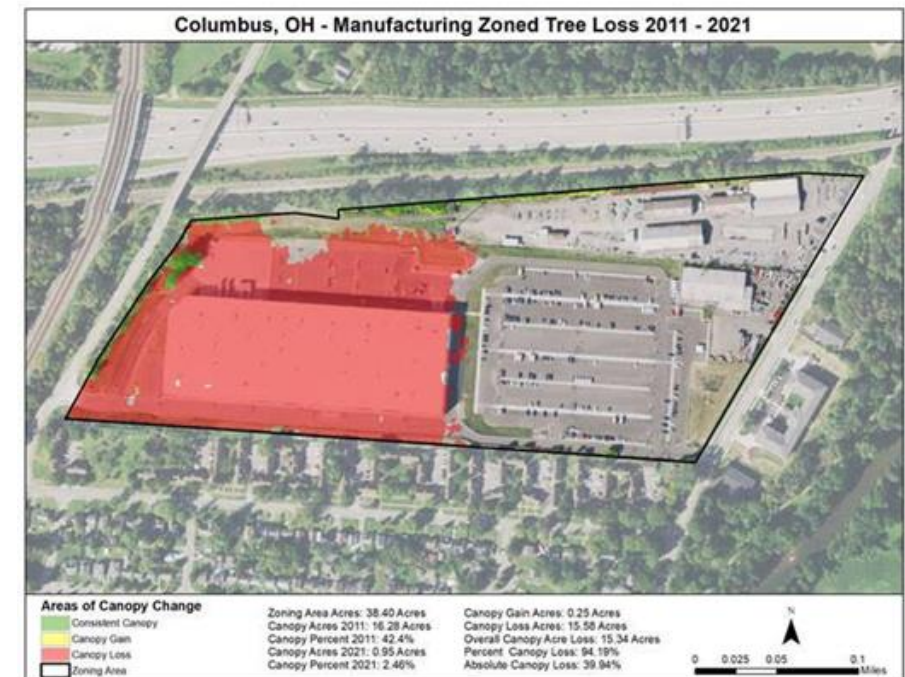 Columbus, OH - Manufacturing Zoned Tree Loss 2011 - 2021
Areas of Canopy Change
Consistent Canopy
Canopy Gain
Canopy Loss
Zoning Area
Zoning Area Acres: 38.40 Acres
Canopy Acres 2011: 16.28 Acres
Canopy Percent 2011: 42.4%
Canopy Acres 2021: 0.95 Acres
Canopy Percent 2021: 2.46%
Canopy Gain Acres: 0.25 Acres
Canopy Loss Acres: 15.58 Acres
Overall Canopy Acre Loss: 15.34 Acres
Percent Canopy Loss: 94.19%
Absolute Canopy Loss: 39.94%
N
0 0.025 0.05 0.1
Miles